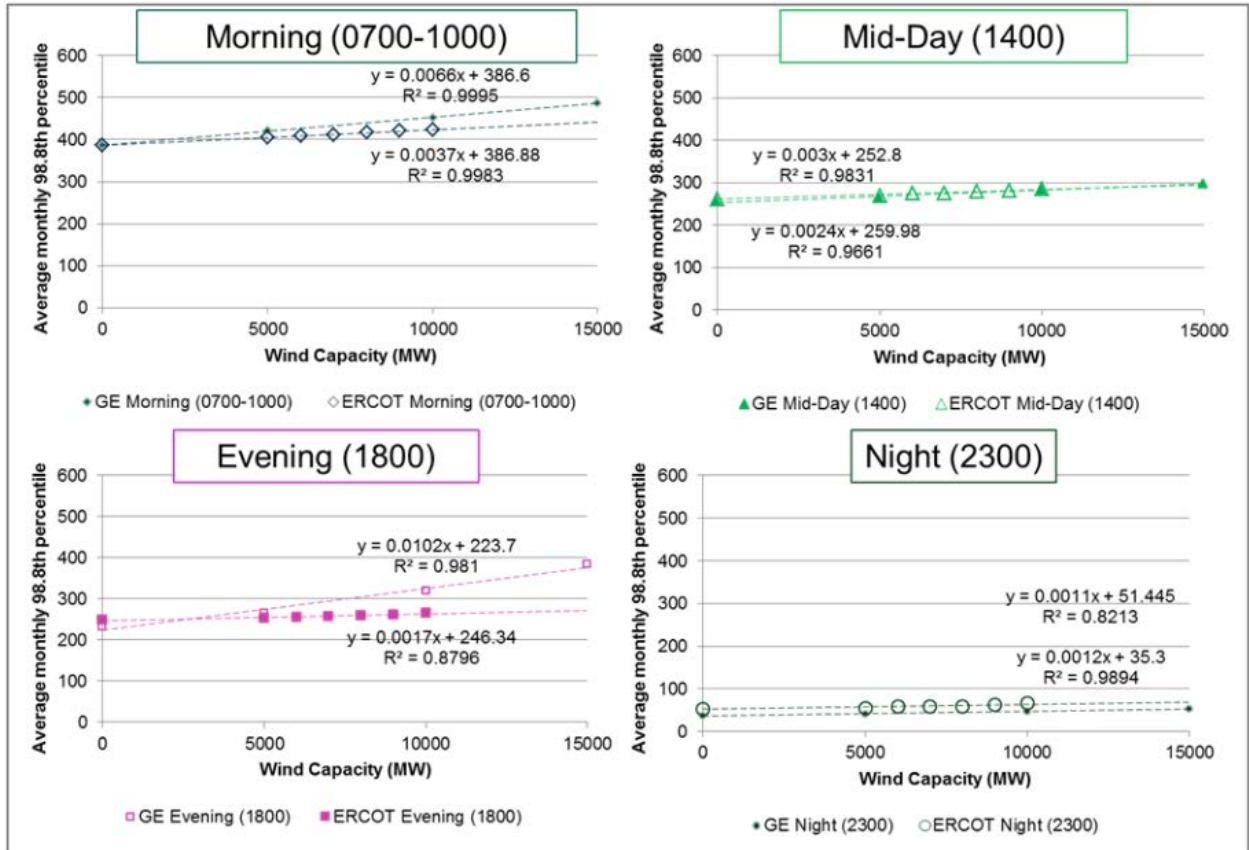 Morning (0700-1000)
Average monthly 98.8th percentile
600
500
400
300
200
100
0
y = 0.0066x + 386.6
R² = 0.9995
y = 0.0037x + 386.88
R² = 0.9983
0 5000 10000 15000
Wind Capacity (MW)
GE Morning (0700-1000) ERCOT Morning (0700-1000)
Mid-Day (1400)
Average monthly 98.8th percentile
600
500
400
300
200
100
0
y = 0.003x + 252.8
R² = 0.9831
y = 0.0024x + 259.98
R² = 0.9661
0 5000 10000 15000
Wind Capacity (MW)
GE Mid-Day (1400) ERCOT Mid-Day (1400)
Evening (1800)
Average monthly 98.8th percentile
600
500
400
300
200
100
0
y = 0.0102x + 223.7
R² = 0.981
y = 0.0017x + 246.34
R² = 0.8796
0 5000 10000 15000
Wind Capacity (MW)
GE Evening (1800) ERCOT Evening (1800)
Night (2300)
Average monthly 98.8th percentile
600
500
400
300
200
100
0
y = 0.0011x + 51.445
R² = 0.8213
y = 0.0012x + 35.3
R² = 0.9894
0 5000 10000 15000
Wind Capacity (MW)
GE Night (2300) ERCOT Night (2300)